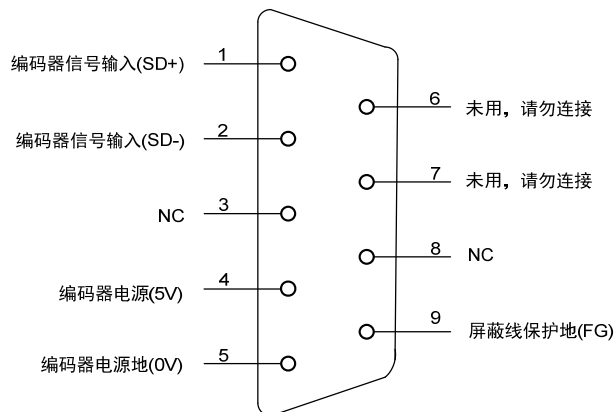 编码器信号输入(SD+) 1
6 未用，请勿连接
编码器信号输入(SD-) 2
7 未用，请勿连接
NC 3
8 NC
编码器电源(5V) 4
9 屏蔽线保护地(FG)
编码器电源地(0V) 5